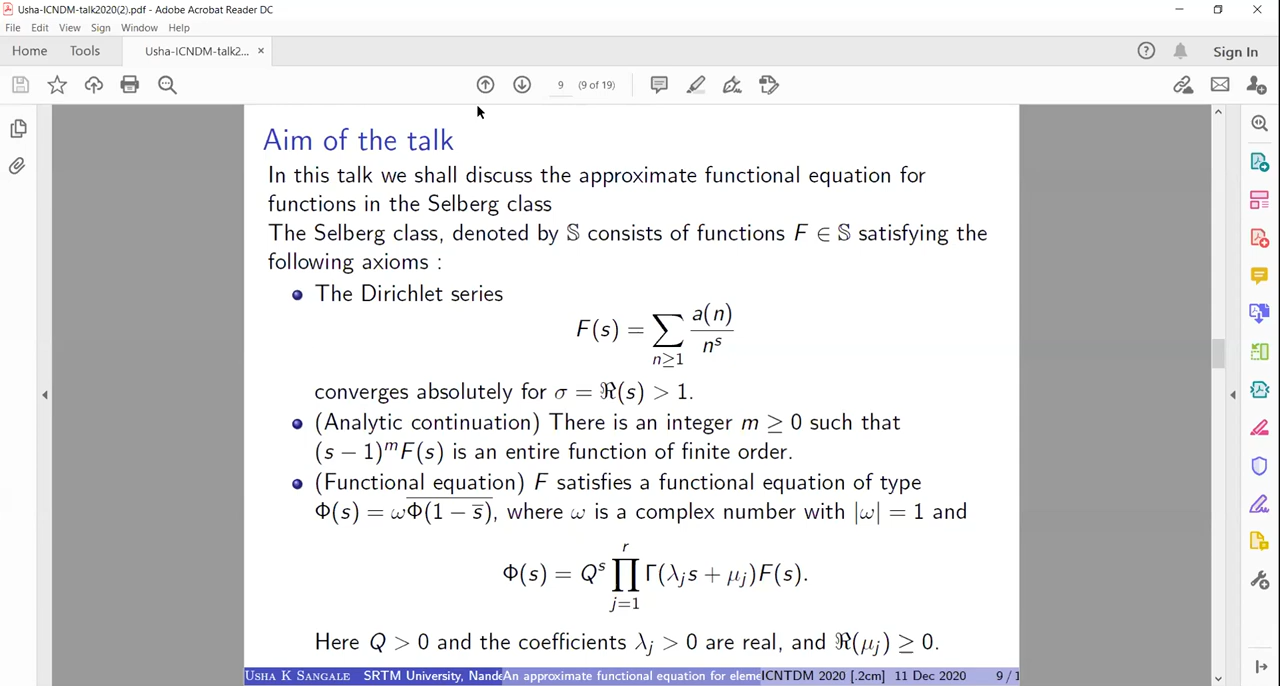 Usha-ICNDM-talk2020(2).pdf - Adobe Acrobat Reader DC
File Edit View Sign Window Help
Home Tools Usha-ICNDM-talk2... × Sign In
9 (9 of 19)
Aim of the talk
In this talk we shall discuss the approximate functional equation for
functions in the Selberg class
The Selberg class, denoted by 𝕊 consists of functions F ∈ 𝕊 satisfying the
following axioms :
The Dirichlet series
F(s) = ∑_{n≥1} a(n)/n^s
converges absolutely for σ = ℜ(s) > 1.
(Analytic continuation) There is an integer m ≥ 0 such that
(s − 1)^m F(s) is an entire function of finite order.
(Functional equation) F satisfies a functional equation of type
Φ(s) = ω\overline{Φ(1 − \overline{s})}, where ω is a complex number with |ω| = 1 and
Φ(s) = Q^s ∏_{j=1}^{r} Γ(λ_j s + μ_j)F(s).
Here Q > 0 and the coefficients λ_j > 0 are real, and ℜ(μ_j) ≥ 0.
Usha K Sangale SRTM University, Nande An approximate functional equation for eleme ICNTDM 2020 [.2cm] 11 Dec 2020 9 / 1